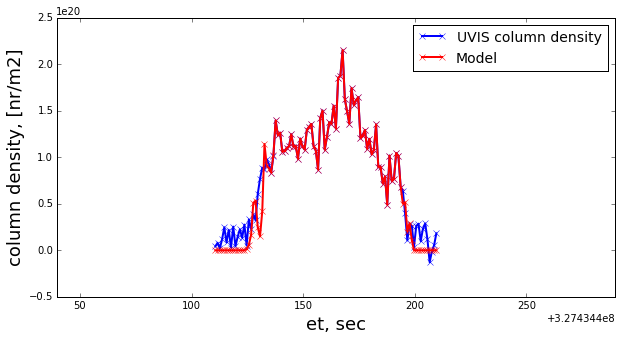 1e20
2.5
2.0
1.5
1.0
0.5
0.0
−0.5
column density, [nr/m2]
UVIS column density
Model
50
100
150
200
250
+3.274344e8
et, sec